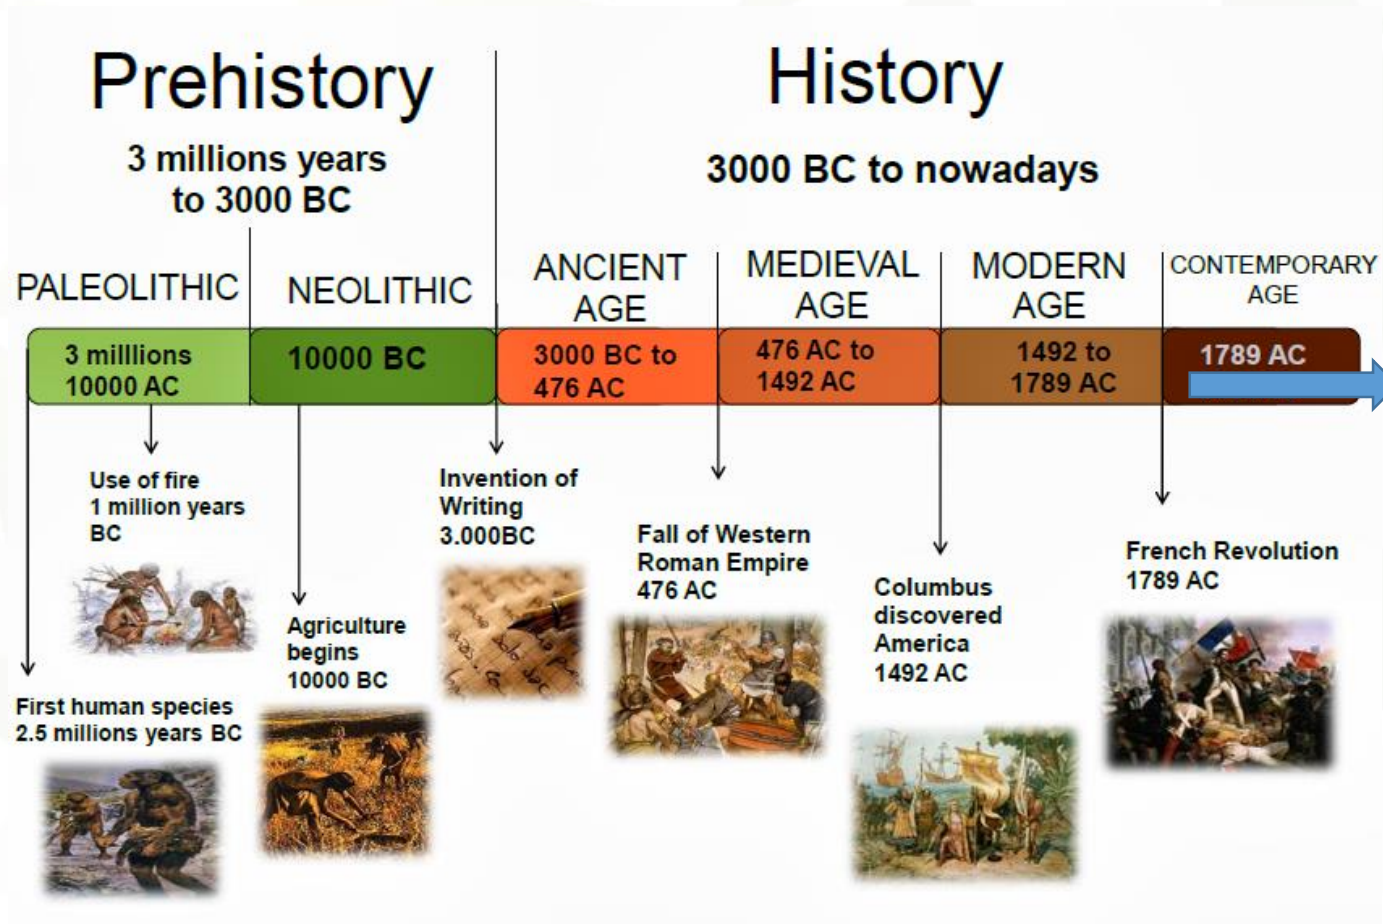 Prehistory
3 millions years
to 3000 BC
History
3000 BC to nowadays
PALEOLITHIC
NEOLITHIC
ANCIENT
AGE
MEDIEVAL
AGE
MODERN
AGE
CONTEMPORARY
AGE
3 milllions
10000 AC
10000 BC
3000 BC to
476 AC
476 AC to
1492 AC
1492 to
1789 AC
1789 AC
Use of fire
1 million years
BC
First human species
2.5 millions years BC
Agriculture
begins
10000 BC
Invention of
Writing
3.000BC
Fall of Western
Roman Empire
476 AC
Columbus
discovered
America
1492 AC
French Revolution
1789 AC